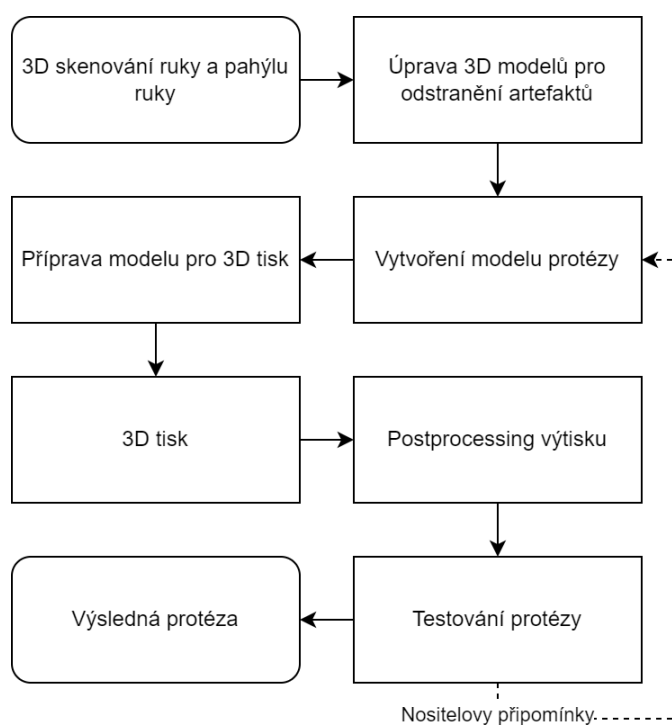 3D skenování ruky a pahýlu
ruky
Úprava 3D modelů pro
odstranění artefaktů
Příprava modelu pro 3D tisk
Vytvoření modelu protézy
3D tisk
Postprocessing výtisku
Výsledná protéza
Testování protézy
Nositelovy připomínky